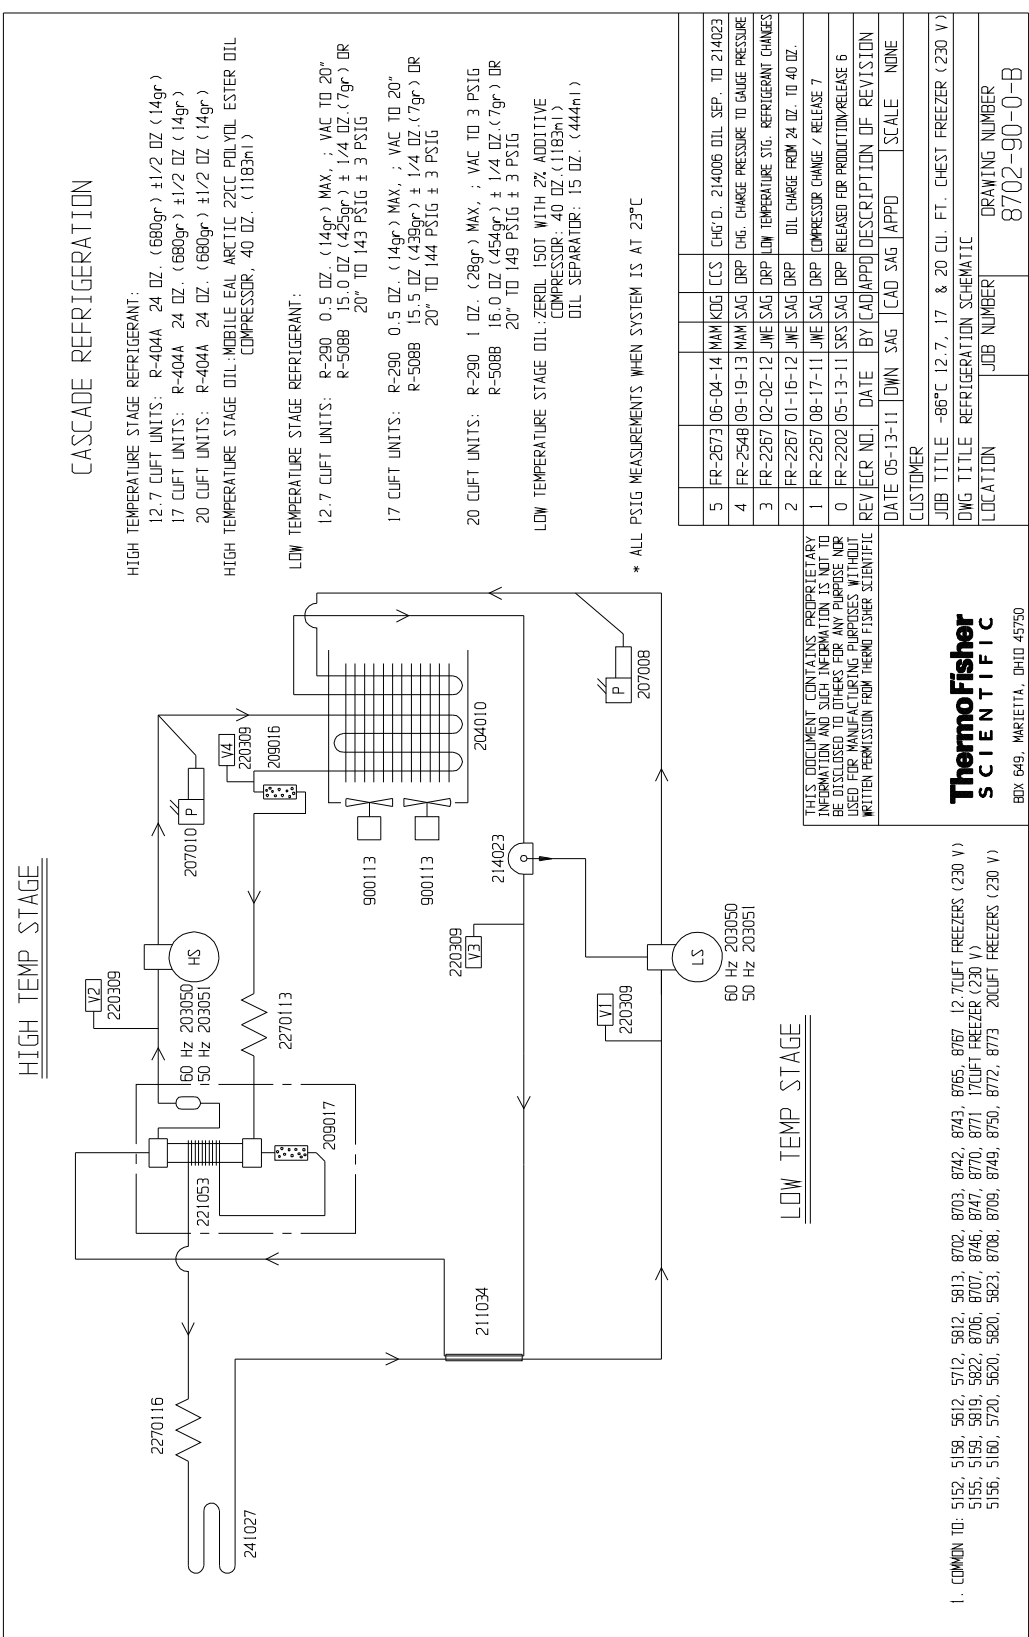 CASCADE REFRIGERATION
HIGH TEMPERATURE STAGE REFRIGERANT:
12.7 CUFT UNITS: R-404A 24 OZ. (680gr) ±1/2 OZ (14gr)
17 CUFT UNITS: R-404A 24 OZ. (680gr) ±1/2 OZ (14gr)
20 CUFT UNITS: R-404A 24 OZ. (680gr) ±1/2 OZ (14gr)
HIGH TEMPERATURE STAGE OIL:MOBILE EAL ARCTIC 22CC POLYOL ESTER OIL
COMPRESSOR, 40 OZ. (1183ml)
LOW TEMPERATURE STAGE REFRIGERANT:
12.7 CUFT UNITS: R-290 0.5 OZ. (14gr) MAX, ; VAC TO 20"
R-508B 15.0 OZ (425gr) ± 1/4 OZ.(7gr) OR
20" TO 143 PSIG ± 3 PSIG
17 CUFT UNITS: R-290 0.5 OZ. (14gr) MAX, ; VAC TO 20"
R-508B 15.5 OZ (439gr) ± 1/4 OZ.(7gr) OR
20" TO 144 PSIG ± 3 PSIG
20 CUFT UNITS: R-290 1 OZ. (28gr) MAX, ; VAC TO 3 PSIG
R-508B 16.0 OZ (454gr) ± 1/4 OZ.(7gr) OR
20" TO 149 PSIG ± 3 PSIG
LOW TEMPERATURE STAGE OIL:ZEROL 150T WITH 2% ADDITIVE
COMPRESSOR: 40 OZ.(1183ml)
OIL SEPARATOR: 15 OZ. (444ml)
* ALL PSIG MEASUREMENTS WHEN SYSTEM IS AT 23°C
HIGH TEMP STAGE
V2
220309
HS
60 Hz 203050
50 Hz 203051
207010
P
V4
220309
209016
204010
900113
900113
2270113
221053
209017
2270116
241027
211034
214023
V3
220309
P
207008
LS
60 Hz 203050
50 Hz 203051
V1
220309
LOW TEMP STAGE
1. COMMON TO: 5152, 5158, 5612, 5712, 5812, 5813, 8702, 8703, 8742, 8743, 8765, 8767 12.7CUFT FREEZERS (230 V)
5155, 5159, 5819, 5822, 8706, 8707, 8746, 8747, 8770, 8771 17CUFT FREEZER (230 V)
5156, 5160, 5720, 5620, 5820, 5823, 8708, 8709, 8749, 8750, 8772, 8773 20CUFT FREEZERS (230 V)
THIS DOCUMENT CONTAINS PROPRIETARY
INFORMATION AND SUCH INFORMATION IS NOT TO
BE DISCLOSED TO OTHERS FOR ANY PURPOSE NOR
USED FOR MANUFACTURING PURPOSES WITHOUT
WRITTEN PERMISSION FROM THERMO FISHER SCIENTIFIC
ThermoFisher
SCIENTIFIC
BOX 649, MARIETTA, OHIO 45750
5 FR-2673 06-04-14 MAM KDG CCS CHG'D. 214006 OIL SEP. TO 214023
4 FR-2548 09-19-13 MAM SAG DRP CHG. CHARGE PRESSURE TO GAUGE PRESSURE
3 FR-2267 02-02-12 JWE SAG DRP LOW TEMPERATURE STG. REFRIGERANT CHANGES
2 FR-2267 01-16-12 JWE SAG DRP OIL CHARGE FROM 24 OZ. TO 40 OZ.
1 FR-2267 08-17-11 JWE SAG DRP COMPRESSOR CHANGE / RELEASE 7
0 FR-2202 05-13-11 SRS SAG DRP RELEASED FOR PRODUCTION/RELEASE 6
REV ECR NO. DATE BY CAD APPD DESCRIPTION OF REVISION
DATE 05-13-11 DWN SAG CAD SAG APPD SCALE NONE
CUSTOMER
JOB TITLE -86°C 12.7, 17 & 20 CU. FT. CHEST FREEZER (230 V)
DWG TITLE REFRIGERATION SCHEMATIC
LOCATION JOB NUMBER DRAWING NUMBER
8702-90-0-B